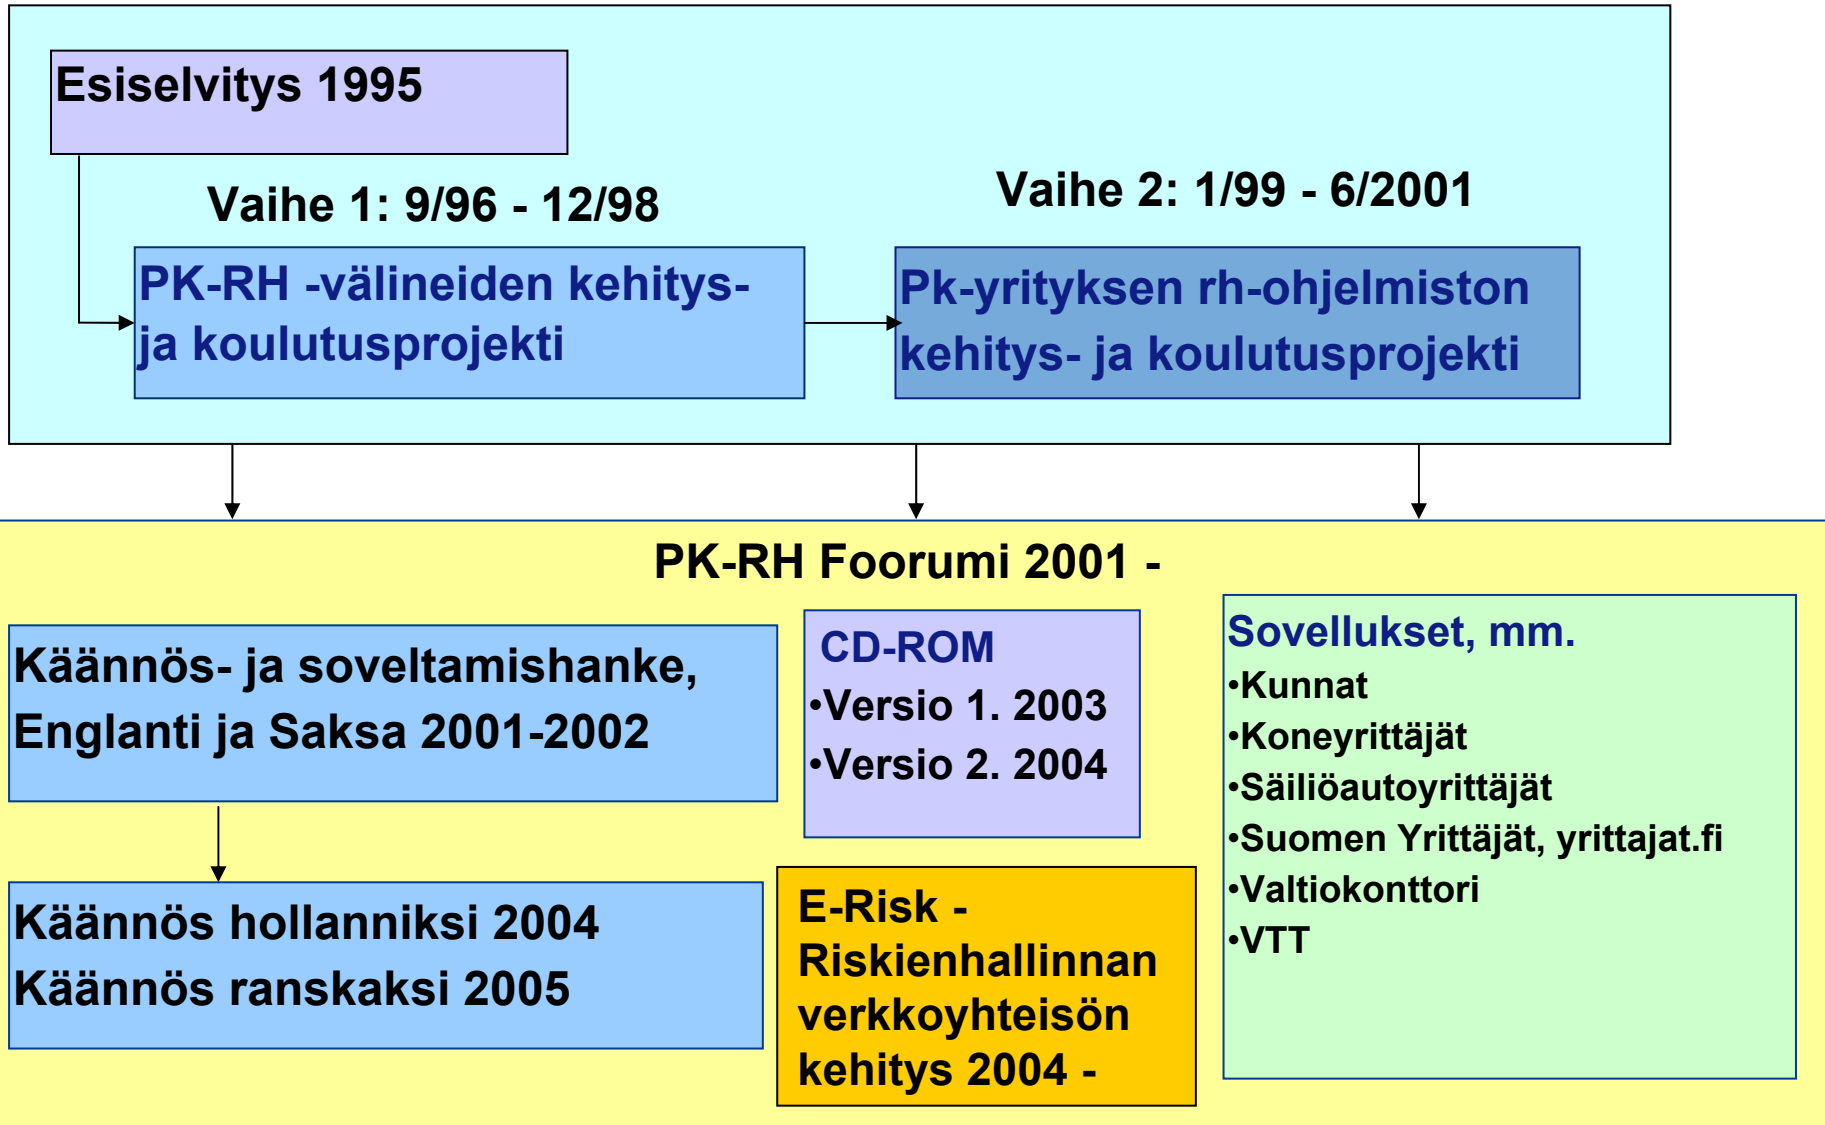 Esiselvitys 1995
Vaihe 1: 9/96 - 12/98
PK-RH -välineiden kehitys-
ja koulutusprojekti
Vaihe 2: 1/99 - 6/2001
Pk-yrityksen rh-ohjelmiston
kehitys- ja koulutusprojekti
PK-RH Foorumi 2001 -
Käännös- ja soveltamishanke,
Englanti ja Saksa 2001-2002
Käännös hollanniksi 2004
Käännös ranskaksi 2005
CD-ROM
•Versio 1. 2003
•Versio 2. 2004
E-Risk -
Riskienhallinnan
verkkoyhteisön
kehitys 2004 -
Sovellukset, mm.
•Kunnat
•Koneyrittäjät
•Säiliöautoyrittäjät
•Suomen Yrittäjät, yrittajat.fi
•Valtiokonttori
•VTT